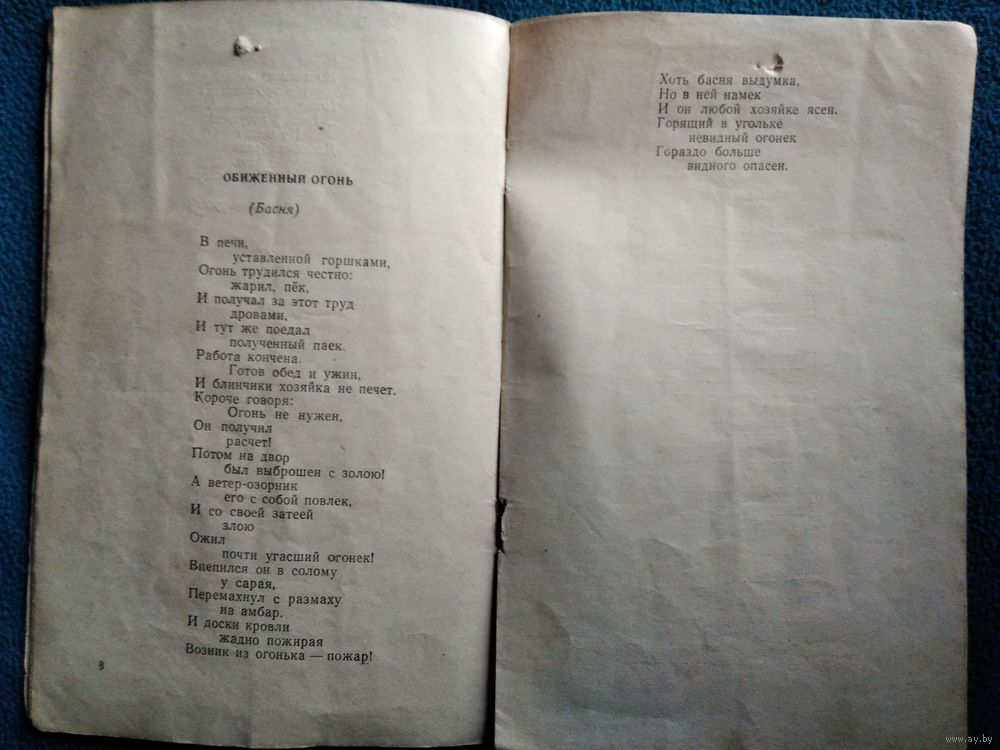 ОБИЖЕННЫЙ ОГОНЬ
(Басня)
В печи,
уставленной горшками,
Огонь трудился честно:
жарил, пёк,
И получал за этот труд
дровами,
И тут же поедал
полученный паек.
Работа кончена.
Готов обед и ужин,
И блинчики хозяйка не печет.
Короче говоря:
Огонь не нужен,
Он получил
расчет!
Потом на двор
был выброшен с золою!
А ветер-озорник
его с собой повлек,
И со своей затеей
злою
Ожил
почти угасший огонек!
Вцепился он в солому
у сарая,
Перемахнул с размаху
на амбар.
И доски кровли
жадно пожирая
Возник из огонька — пожар!
8
Хоть басня выдумка,
Но в ней намек
И он любой хозяйке ясен.
Горящий в угольке
невидный огонек
Гораздо больше
видного опасен.
www.ay.by